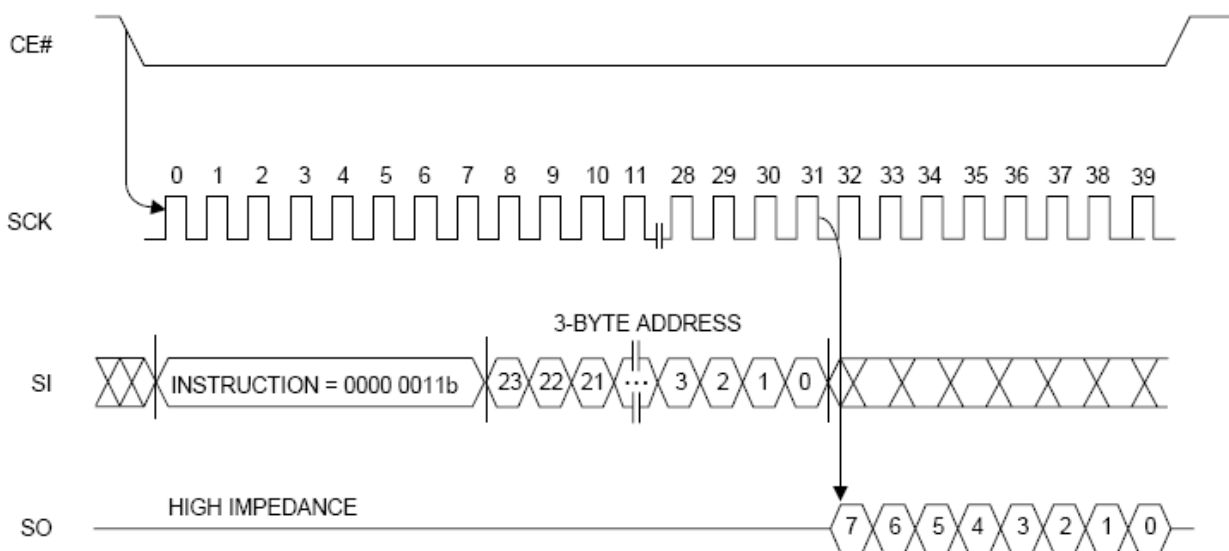 CE#
0 1 2 3 4 5 6 7 8 9 10 11 28 29 30 31 32 33 34 35 36 37 38 39
SCK
3-BYTE ADDRESS
SI INSTRUCTION = 0000 0011b 23 22 21 ... 3 2 1 0
HIGH IMPEDANCE
SO 7 6 5 4 3 2 1 0